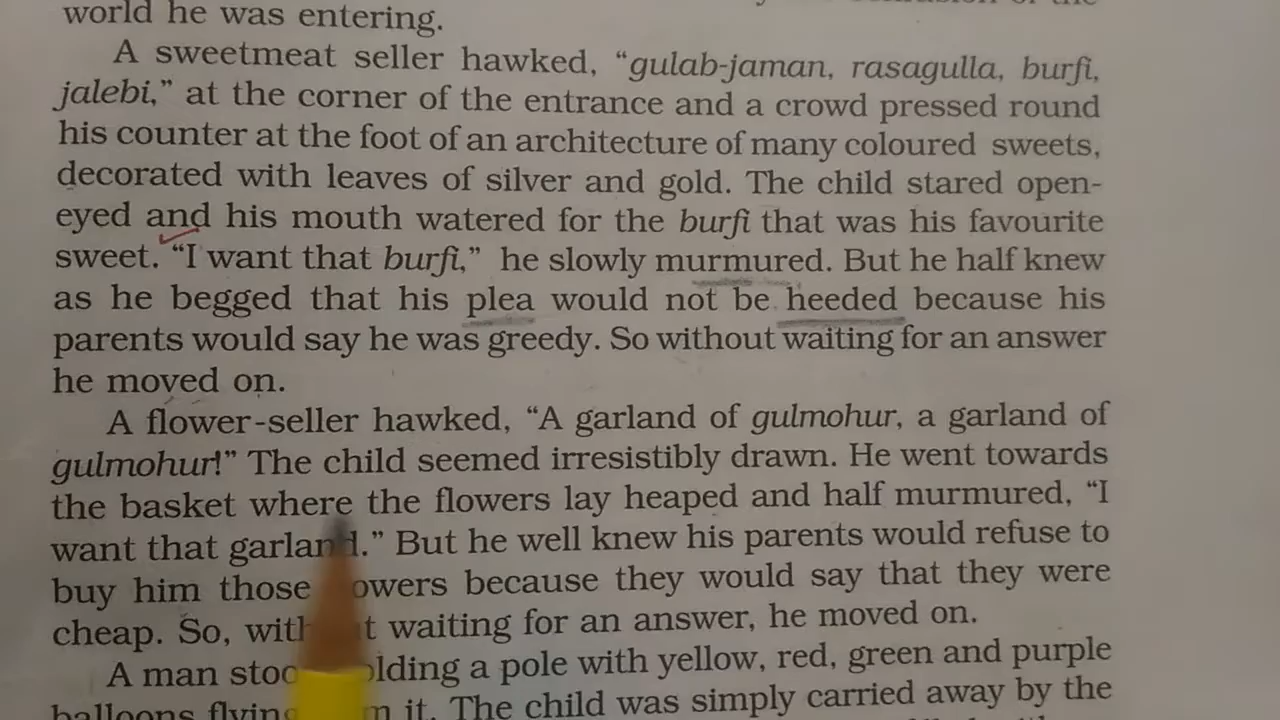 world he was entering.
A sweetmeat seller hawked, “gulab-jaman, rasagulla, burfi,
jalebi,” at the corner of the entrance and a crowd pressed round
his counter at the foot of an architecture of many coloured sweets,
decorated with leaves of silver and gold. The child stared open-
eyed and his mouth watered for the burfi that was his favourite
sweet. “I want that burfi,” he slowly murmured. But he half knew
as he begged that his plea would not be heeded because his
parents would say he was greedy. So without waiting for an answer
he moved on.
A flower-seller hawked, “A garland of gulmohur, a garland of
gulmohur!” The child seemed irresistibly drawn. He went towards
the basket where the flowers lay heaped and half murmured, “I
want that garland.” But he well knew his parents would refuse to
buy him those owers because they would say that they were
cheap. So, with t waiting for an answer, he moved on.
A man stoo olding a pole with yellow, red, green and purple
balloons flying m it. The child was simply carried away by the